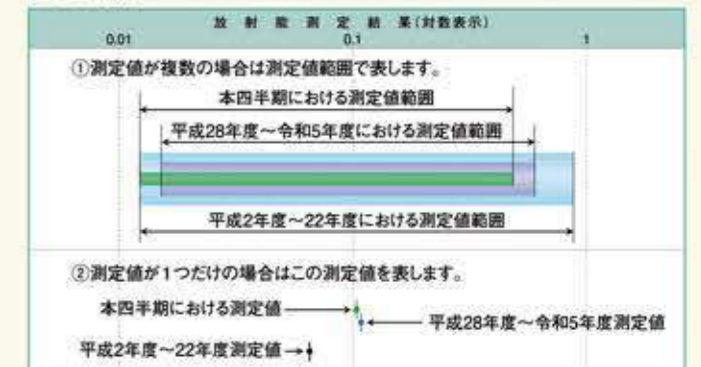 放射能測定結果(対数表示)
0.01 0.1 1
①測定値が複数の場合は測定値範囲で表します。
本四半期における測定値範囲
平成28年度～令和5年度における測定値範囲
平成2年度～22年度における測定値範囲
②測定値が1つだけの場合はこの測定値を表します。
本四半期における測定値
平成28年度～令和5年度測定値
平成2年度～22年度測定値